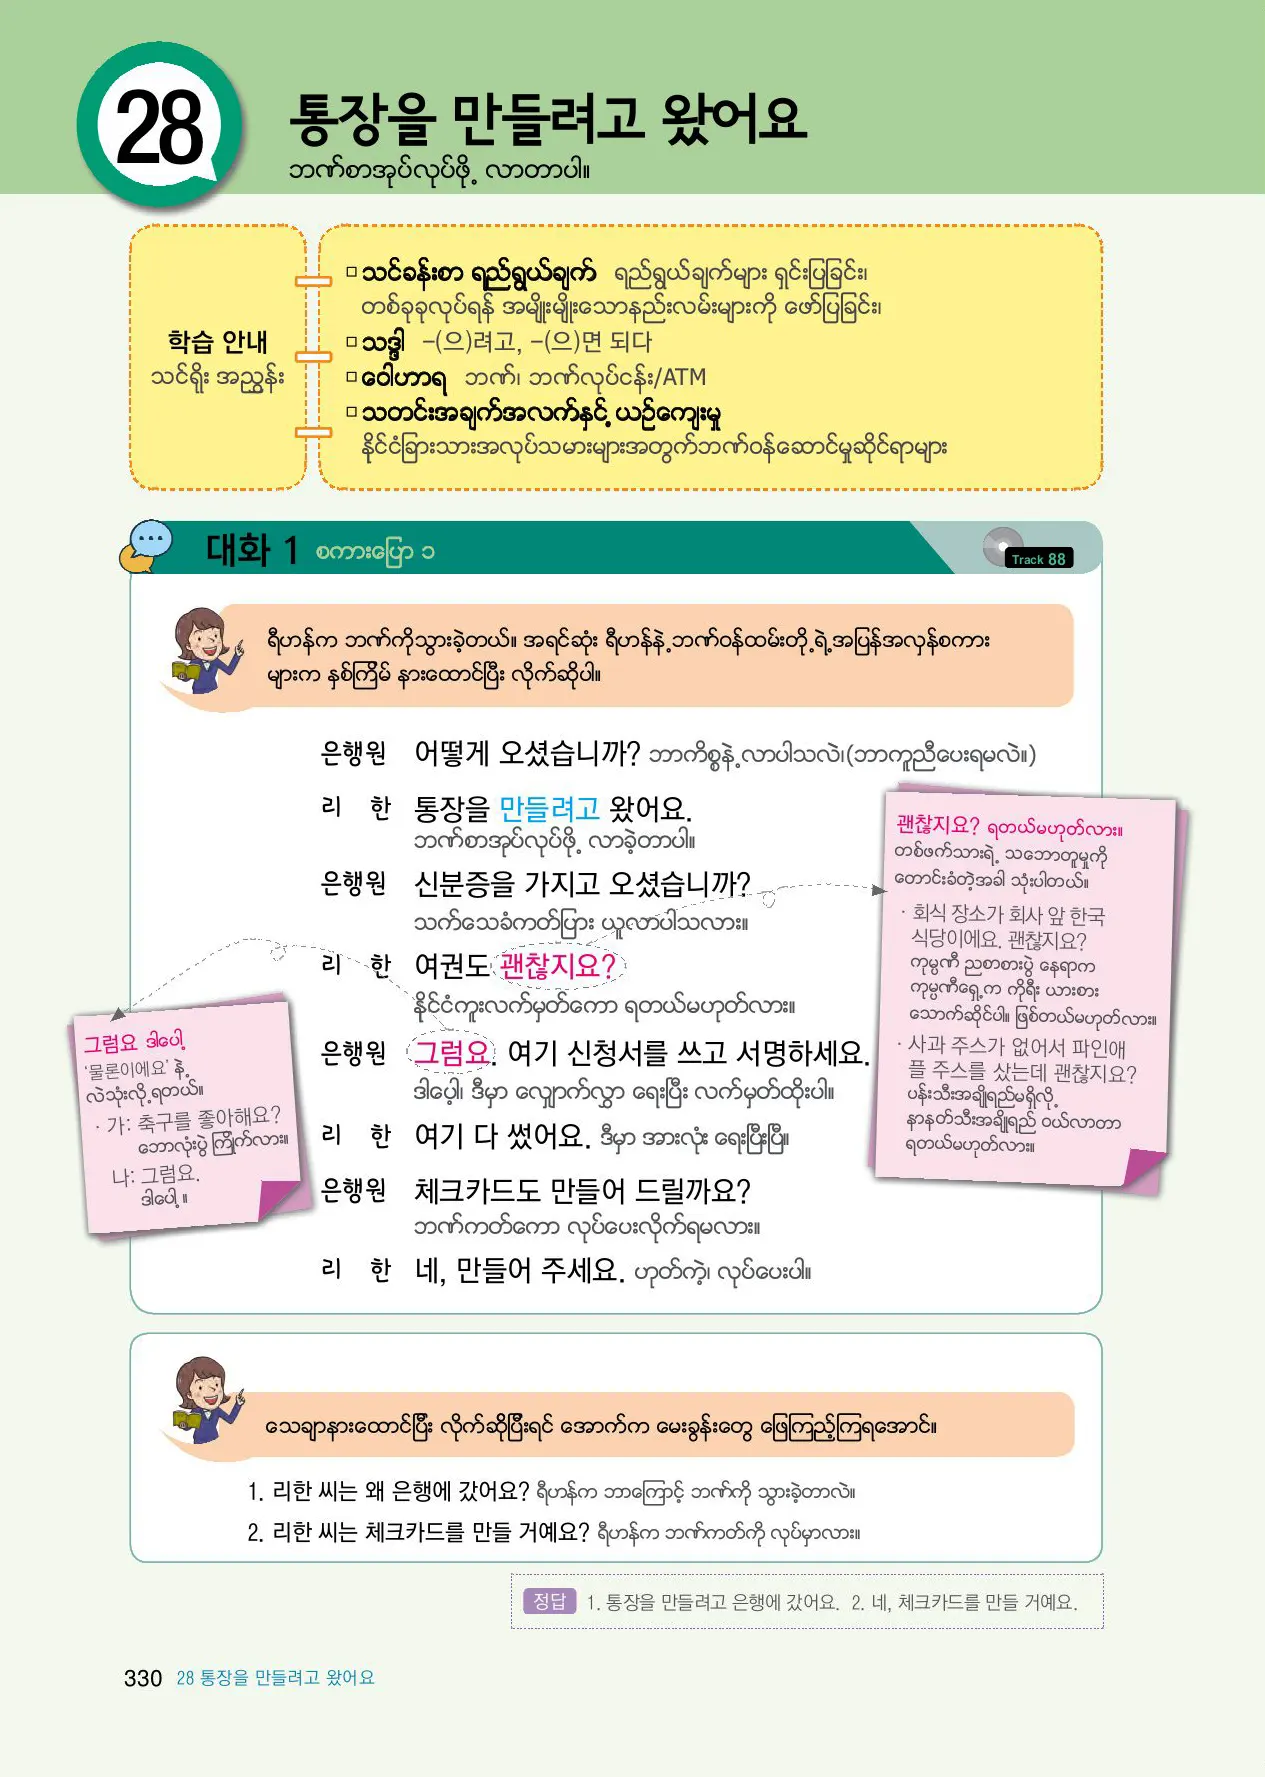 28
통장을 만들려고 왔어요
ဘဏ်စာအုပ်လုပ်ဖို့ လာတာပါ။
학습 안내
သင်ရိုး အညွှန်း
□ သင်ခန်းစာ ရည်ရွယ်ချက် ရည်ရွယ်ချက်များ ရှင်းပြခြင်း၊
တစ်ခုခုလုပ်ရန် အမျိုးမျိုးသောနည်းလမ်းများကို ဖော်ပြခြင်း၊
□ သဒ္ဒါ -(으)려고, -(으)면 되다
□ ဝေါဟာရ ဘဏ်၊ ဘဏ်လုပ်ငန်း/ATM
□ သတင်းအချက်အလက်နှင့် ယဉ်ကျေးမှု
နိုင်ငံခြားသားအလုပ်သမားများအတွက်ဘဏ်ဝန်ဆောင်မှုဆိုင်ရာများ
대화 1 စကားပြော ၁
Track 88
ရီဟန်က ဘဏ်ကိုသွားခဲ့တယ်။ အရင်ဆုံး ရီဟန်နဲ့ဘဏ်ဝန်ထမ်းတို့ရဲ့အပြန်အလှန်စကား
များက နှစ်ကြိမ် နားထောင်ပြီး လိုက်ဆိုပါ။
은행원 어떻게 오셨습니까? ဘာကိစ္စနဲ့လာပါသလဲ၊(ဘာကူညီပေးရမလဲ။)
리 한 통장을 만들려고 왔어요.
ဘဏ်စာအုပ်လုပ်ဖို့ လာခဲ့တာပါ။
은행원 신분증을 가지고 오셨습니까?
သက်သေခံကတ်ပြား ယူလာပါသလား။
리 한 여권도 괜찮지요?
နိုင်ငံကူးလက်မှတ်ကော ရတယ်မဟုတ်လား။
은행원 그럼요. 여기 신청서를 쓰고 서명하세요.
ဒါပေ့ါ၊ ဒီမှာ လျှောက်လွှာ ရေးပြီး လက်မှတ်ထိုးပါ။
리 한 여기 다 썼어요. ဒီမှာ အားလုံး ရေးပြီးပြီ။
은행원 체크카드도 만들어 드릴까요?
ဘဏ်ကတ်ကော လုပ်ပေးလိုက်ရမလား။
리 한 네, 만들어 주세요. ဟုတ်ကဲ့၊ လုပ်ပေးပါ။
괜찮지요? ရတယ်မဟုတ်လား။
တစ်ဖက်သားရဲ့ သဘောတူမှုကို
တောင်းခံတဲ့အခါ သုံးပါတယ်။
· 회식 장소가 회사 앞 한국
식당이에요. 괜찮지요?
ကုမ္ပဏီ ညစာစားပွဲ နေရာက
ကုမ္ပဏီရှေ့က ကိုရီး ယားစား
သောက်ဆိုင်ပါ။ ဖြစ်တယ်မဟုတ်လား။
· 사과 주스가 없어서 파인애
플 주스를 샀는데 괜찮지요?
ပန်းသီးအချိုရည်မရှိလို့
နာနတ်သီးအချိုရည် ဝယ်လာတာ
ရတယ်မဟုတ်လား။
그럼요 ဒါပေါ့
‘물론이에요’ နဲ့
လဲသုံးလို့ရတယ်။
· 가: 축구를 좋아해요?
ဘောလုံးပွဲ ကြိုက်လား။
나: 그럼요.
ဒါပေါ့ ။
သေချာနားထောင်ပြီး လိုက်ဆိုပြီးရင် အောက်က မေးခွန်းတွေ ဖြေကြည့်ကြရအောင်။
1. 리한 씨는 왜 은행에 갔어요? ရီဟန်က ဘာကြောင့် ဘဏ်ကို သွားခဲ့တာလဲ။
2. 리한 씨는 체크카드를 만들 거예요? ရီဟန်က ဘဏ်ကတ်ကို လုပ်မှာလား။
정답 1. 통장을 만들려고 은행에 갔어요. 2. 네, 체크카드를 만들 거예요.
330 28 통장을 만들려고 왔어요